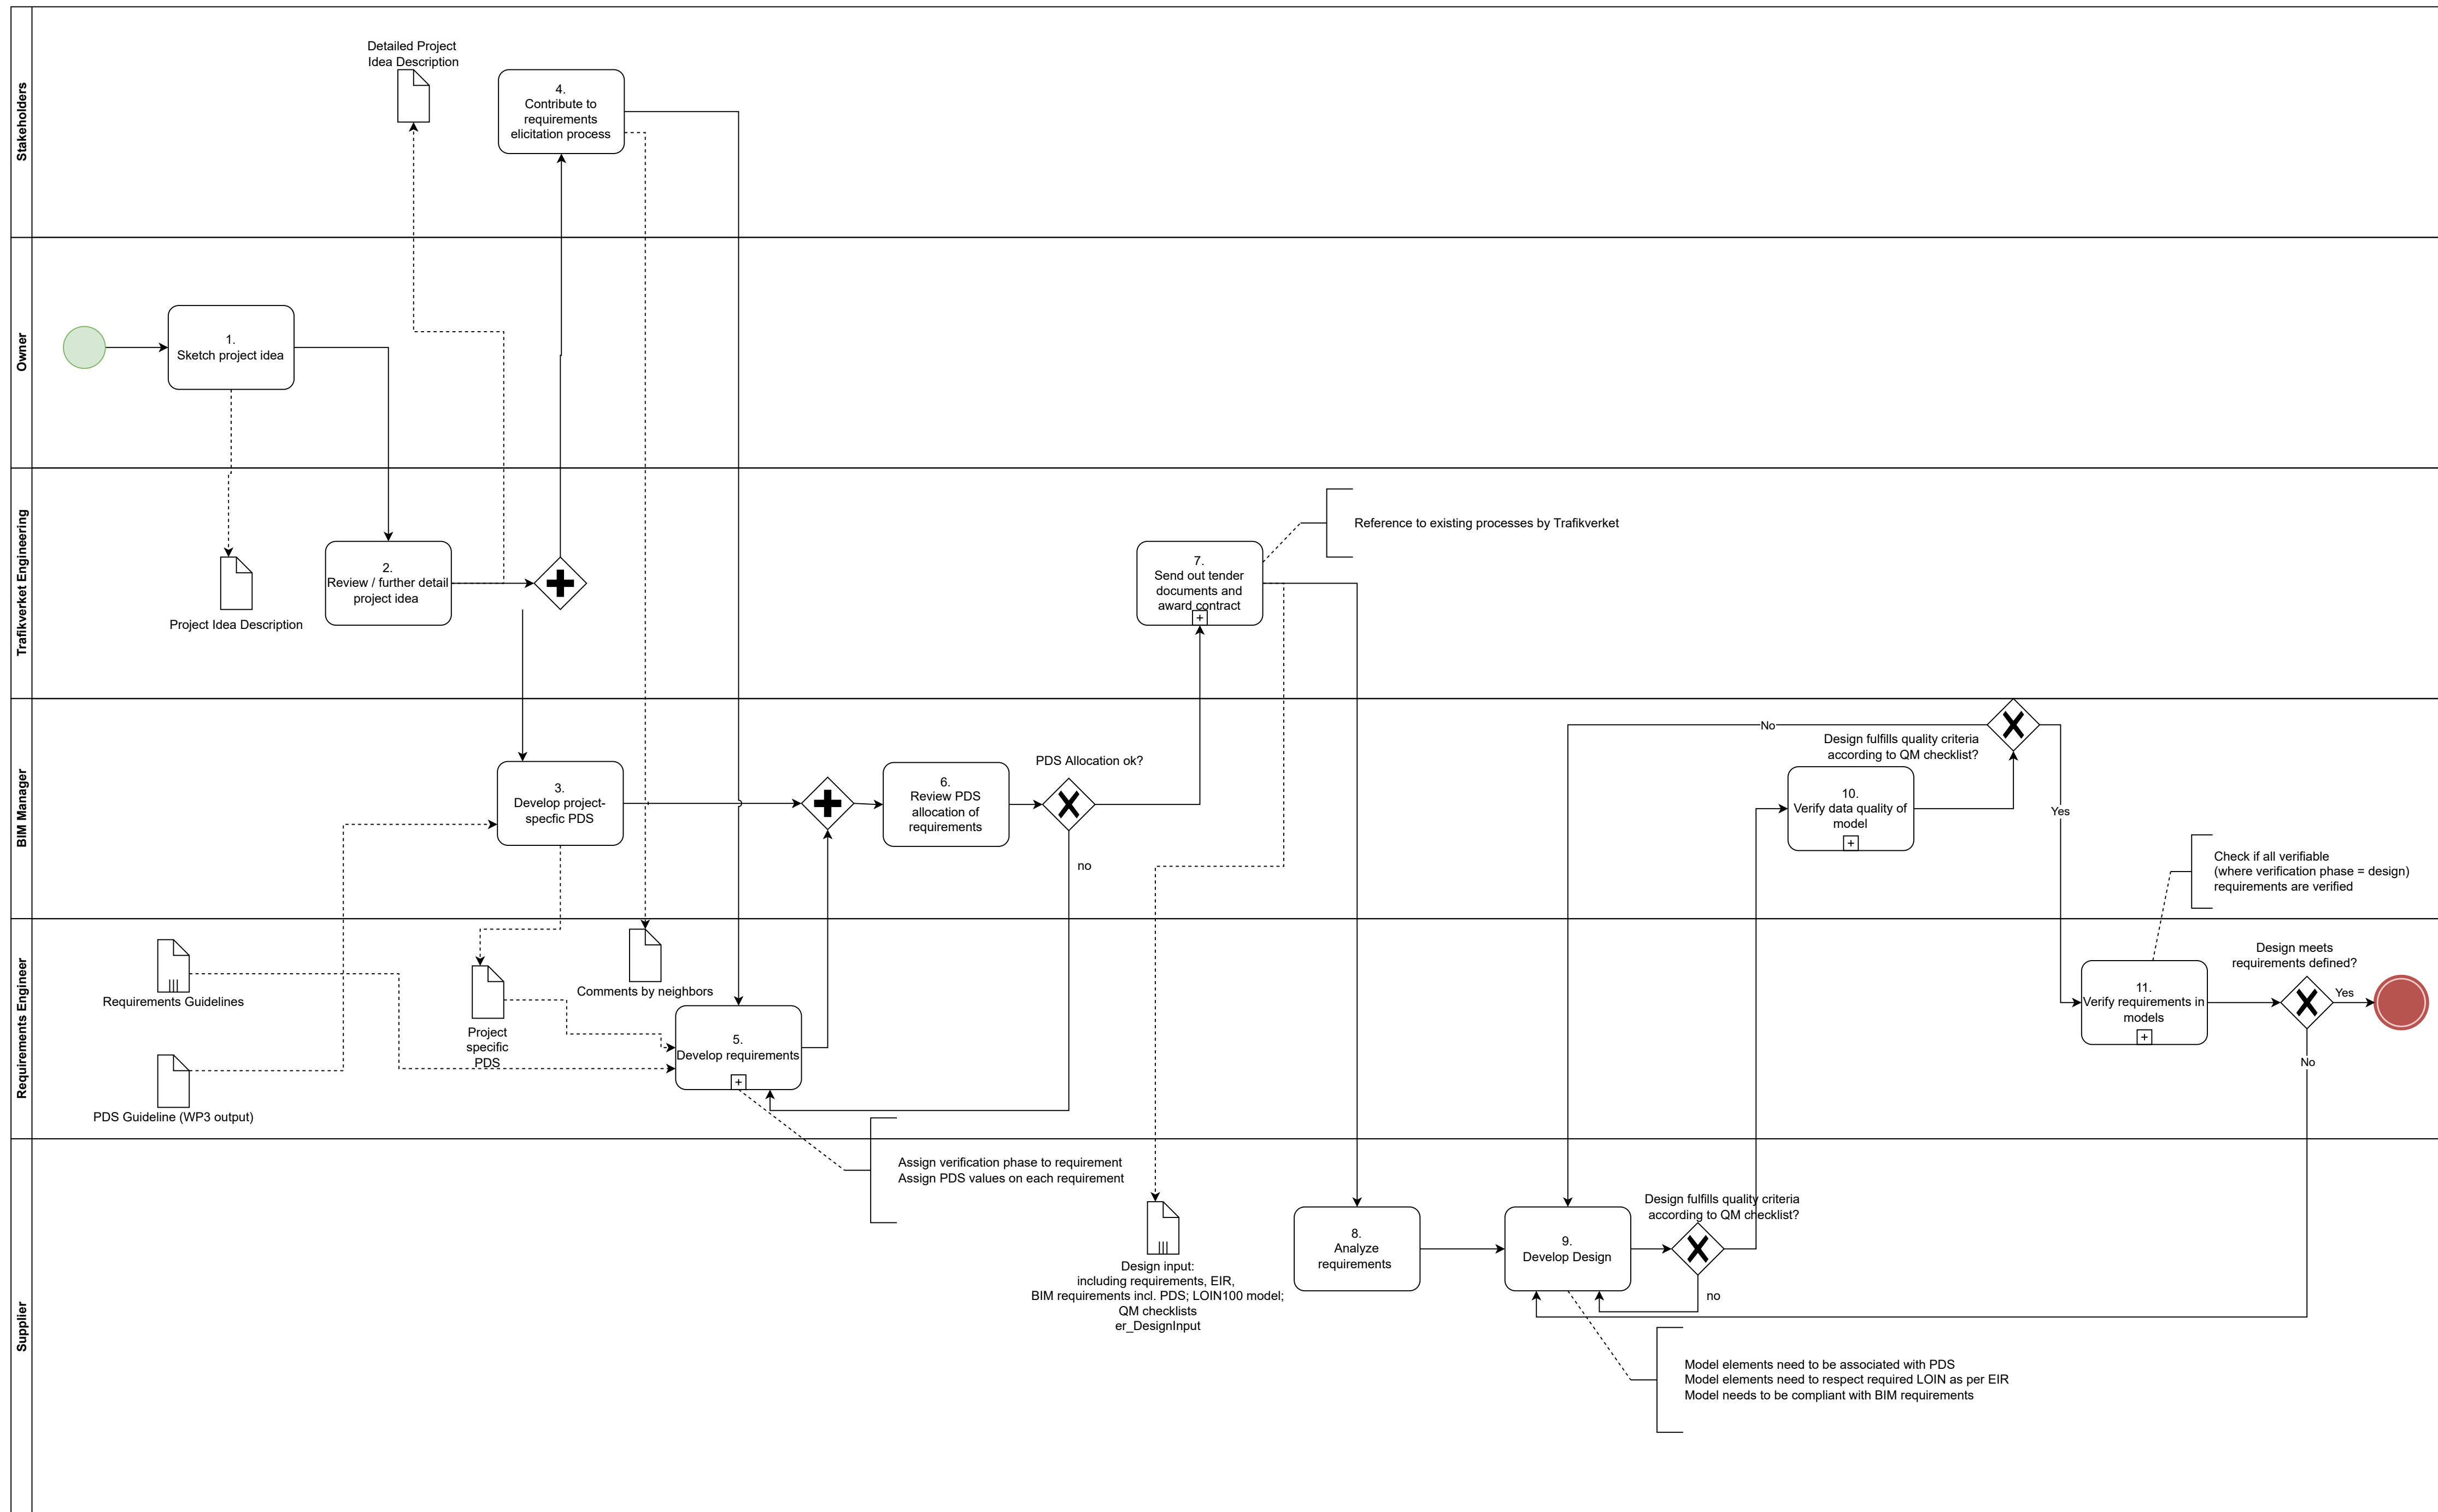 Stakeholders
Detailed Project
Idea Description
4.
Contribute to
requirements
elicitation process
Owner
1.
Sketch project idea
Trafikverket Engineering
Project Idea Description
2.
Review / further detail
project idea
7.
Send out tender
documents and
award contract
+
Reference to existing processes by Trafikverket
BIM Manager
3.
Develop project-
specfic PDS
6.
Review PDS
allocation of
requirements
PDS Allocation ok?
no
No
Design fulfills quality criteria
according to QM checklist?
10.
Verify data quality of
model
+
Yes
Check if all verifiable
(where verification phase = design)
requirements are verified
Requirements Engineer
Requirements Guidelines
PDS Guideline (WP3 output)
Project
specific
PDS
Comments by neighbors
5.
Develop requirements
+
11.
Verify requirements in
models
+
Design meets
requirements defined?
Yes
No
Supplier
Assign verification phase to requirement
Assign PDS values on each requirement
Design input:
including requirements, EIR,
BIM requirements incl. PDS; LOIN100 model;
QM checklists
er_DesignInput
8.
Analyze
requirements
9.
Develop Design
Design fulfills quality criteria
according to QM checklist?
no
Model elements need to be associated with PDS
Model elements need to respect required LOIN as per EIR
Model needs to be compliant with BIM requirements